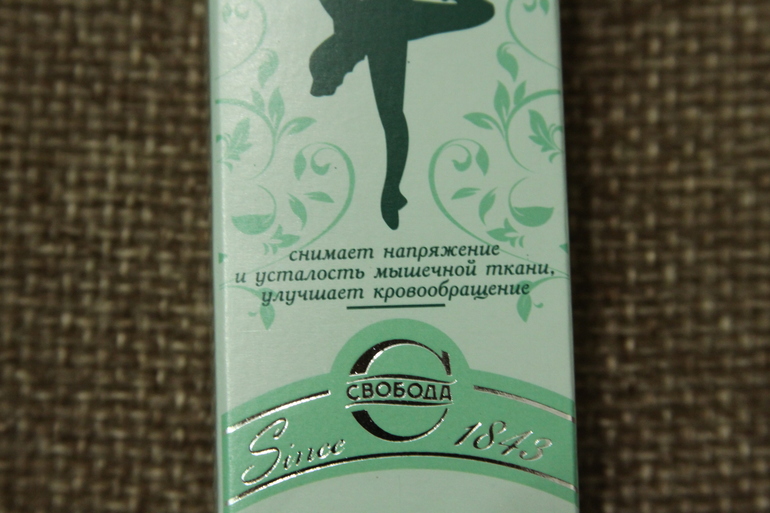 снимает напряжение
и усталость мышечной ткани,
улучшает кровообращение
СВОБОДА
Since 1843